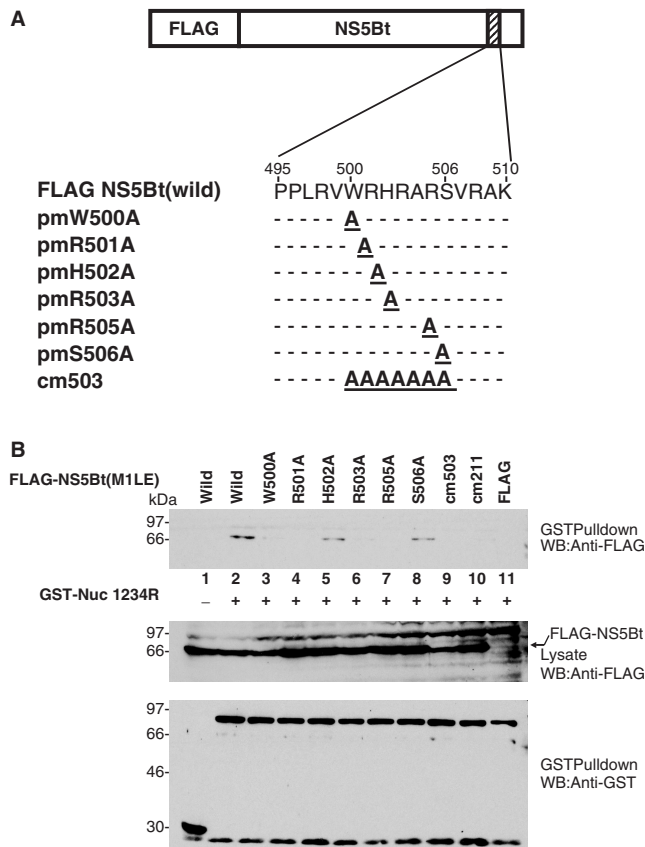 A
FLAG NS5Bt
495 500 506 510
FLAG NS5Bt(wild) PPLRVWRHRARSVRAK
pmW500A - - - - - A - - - - - - - - - -
pmR501A - - - - - - A - - - - - - - - -
pmH502A - - - - - - - A - - - - - - - -
pmR503A - - - - - - - - A - - - - - - -
pmR505A - - - - - - - - - - A - - - - -
pmS506A - - - - - - - - - - - A - - - -
cm503 - - - - - AAAAAAA - - - -
B
FLAG-NS5Bt(M1LE) Wild Wild W500A R501A H502A R503A R505A S506A cm503 cm211 FLAG
kDa
97-
66-
GSTPulldown
WB:Anti-FLAG
1 2 3 4 5 6 7 8 9 10 11
GST-Nuc 1234R – + + + + + + + + + +
97-
66-
FLAG-NS5Bt
Lysate
WB:Anti-FLAG
97-
66-
46-
30-
GSTPulldown
WB:Anti-GST